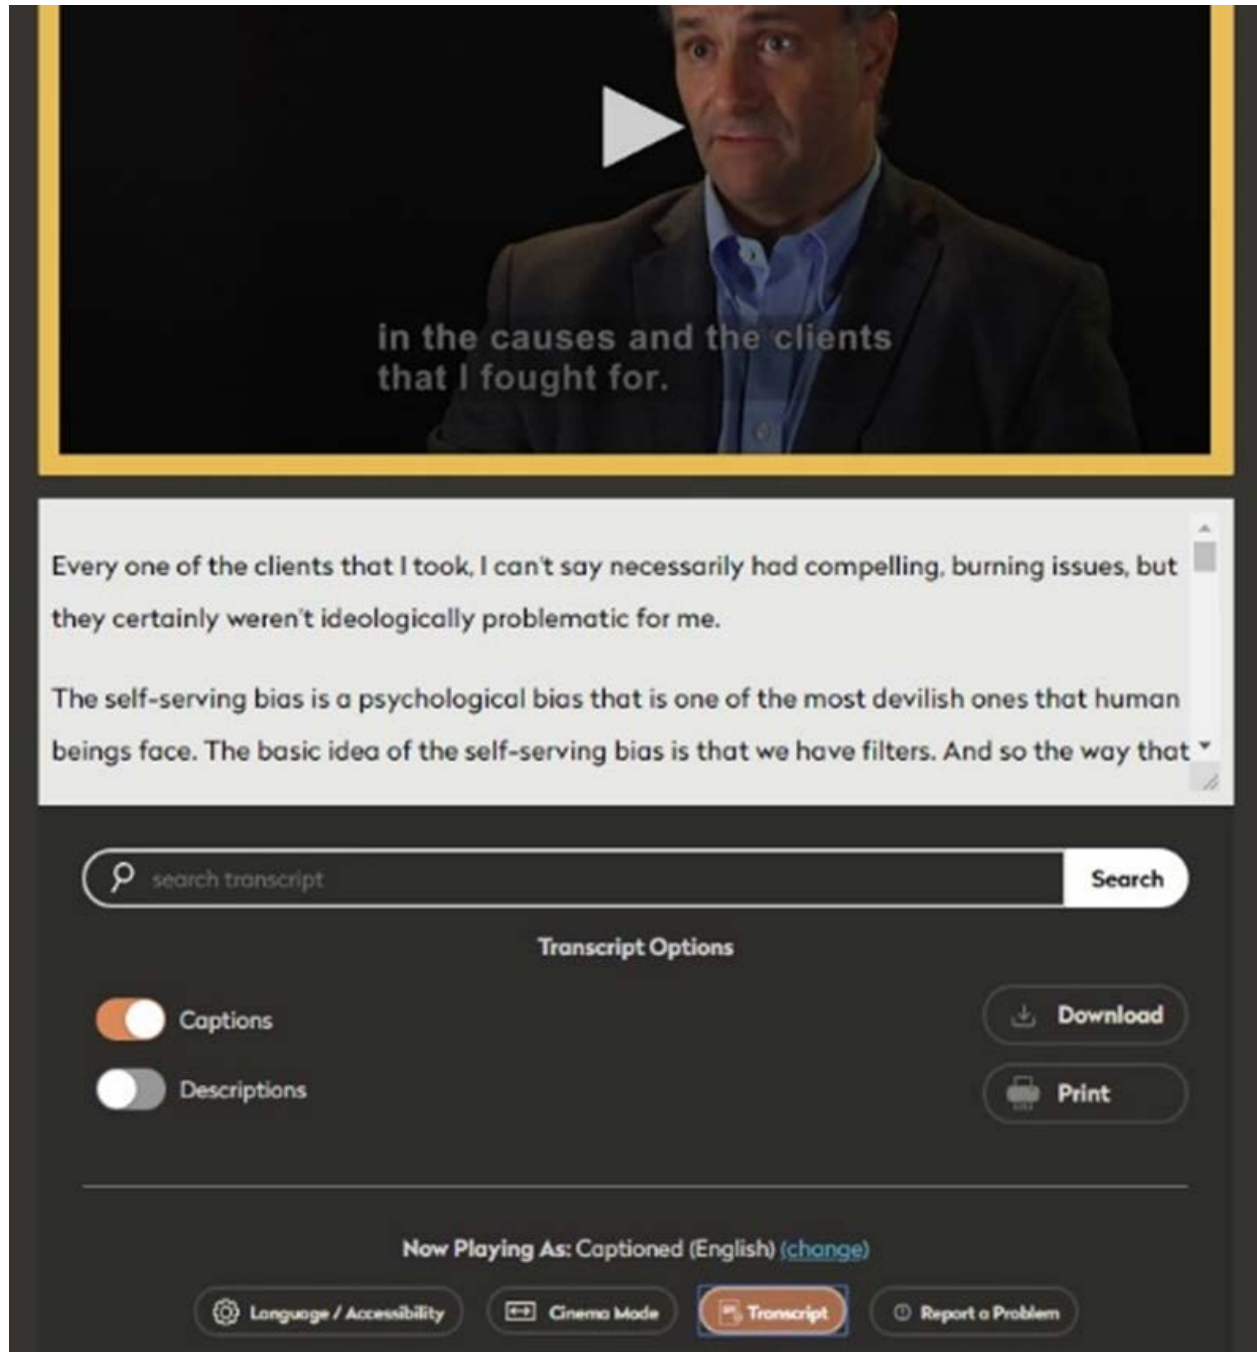 in the causes and the clients
that I fought for.
Every one of the clients that I took, I can't say necessarily had compelling, burning issues, but
they certainly weren't ideologically problematic for me.
The self-serving bias is a psychological bias that is one of the most devilish ones that human
beings face. The basic idea of the self-serving bias is that we have filters. And so the way that
search transcript
Search
Transcript Options
Captions
Download
Descriptions
Print
Now Playing As: Captioned (English) (change)
Language / Accessibility
Cinema Mode
Transcript
Report a Problem